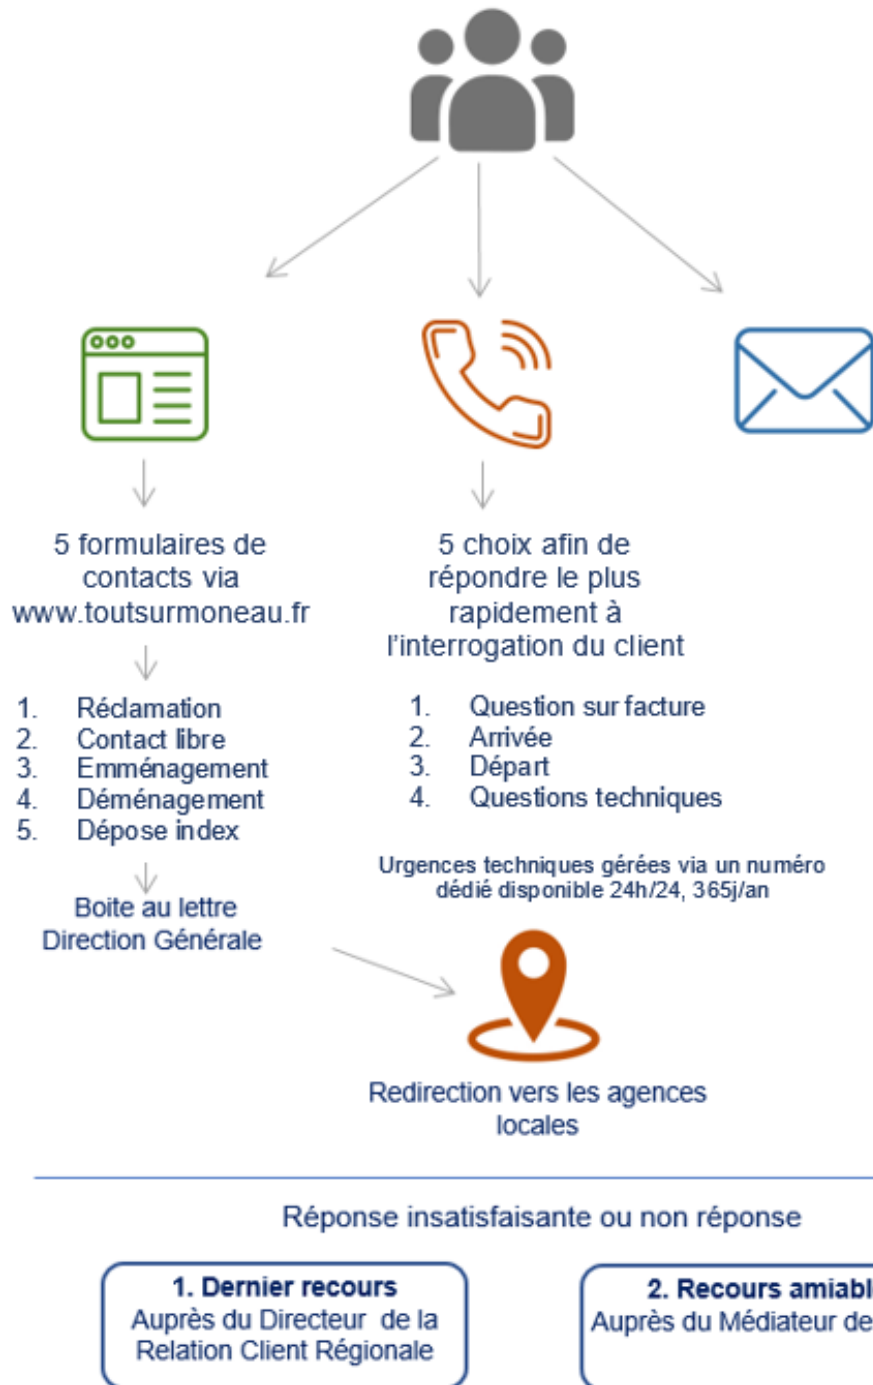 5 formulaires de
contacts via
www.toutsurmoneau.fr
1. Réclamation
2. Contact libre
3. Emménagement
4. Déménagement
5. Dépose index
Boite au lettre
Direction Générale
5 choix afin de
répondre le plus
rapidement à
l'interrogation du client
1. Question sur facture
2. Arrivée
3. Départ
4. Questions techniques
Urgences techniques gérées via un numéro
dédié disponible 24h/24, 365j/an
Redirection vers les agences
locales
Réponse insatisfaisante ou non réponse
1. Dernier recours
Auprès du Directeur de la
Relation Client Régionale
2. Recours amiabl
Auprès du Médiateur de